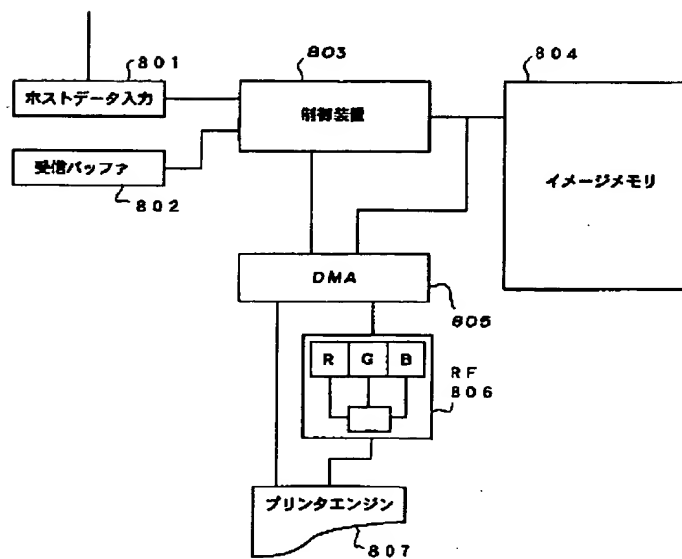 801
ホストデータ入力
受信バッファ
802
803
制御装置
804
イメージメモリ
DMA
805
R G B
RF
806
プリンタエンジン
807